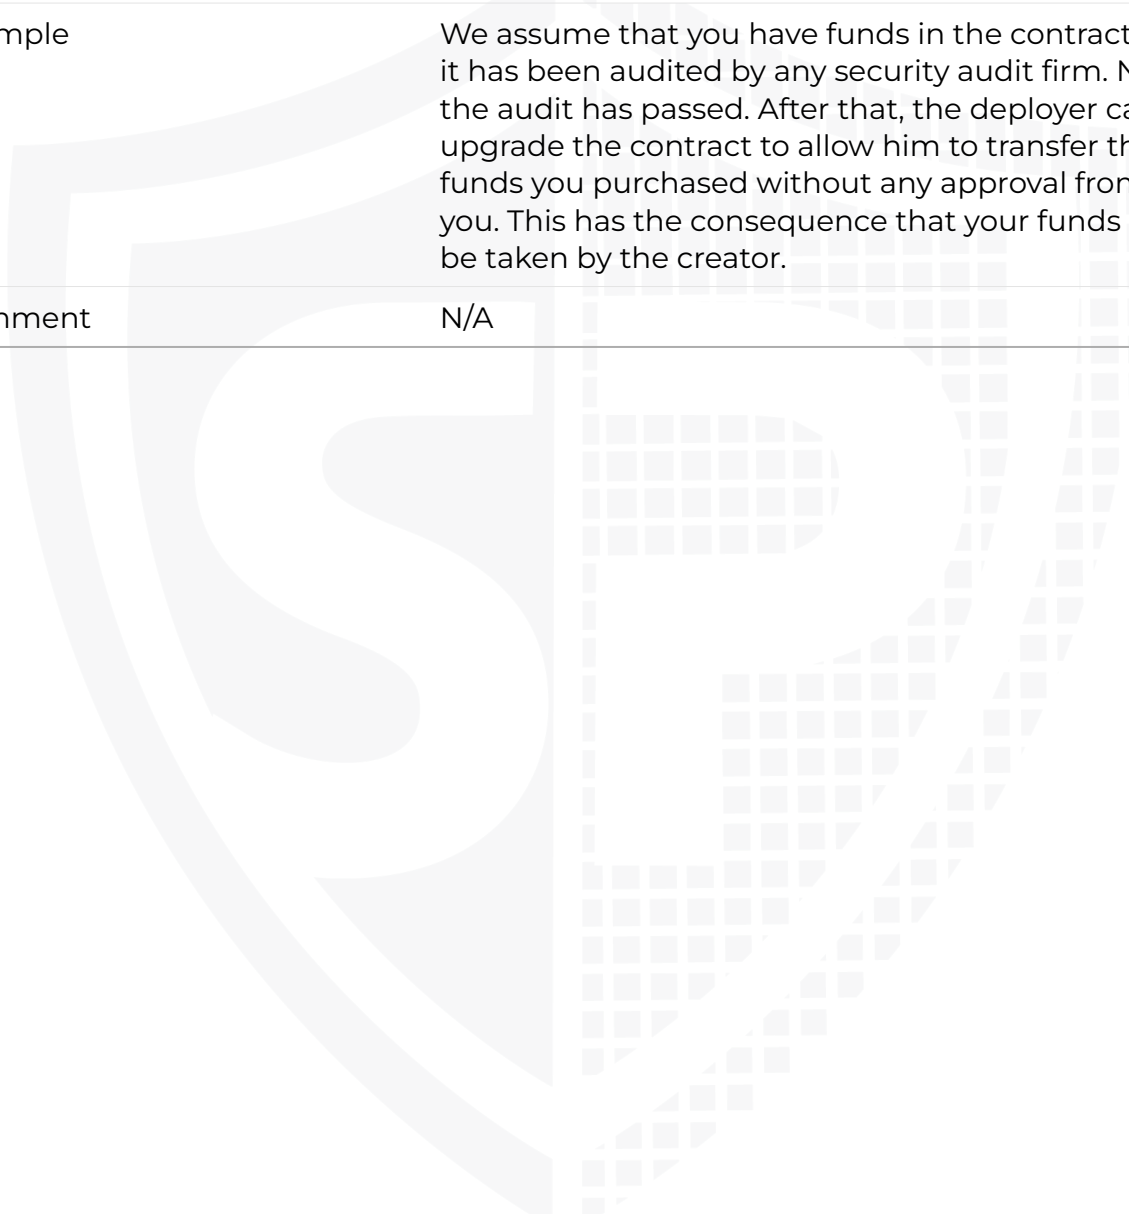 mple
We assume that you have funds in the contract
it has been audited by any security audit firm. N
the audit has passed. After that, the deployer ca
upgrade the contract to allow him to transfer th
funds you purchased without any approval from
you. This has the consequence that your funds
be taken by the creator.
mment N/A
SP